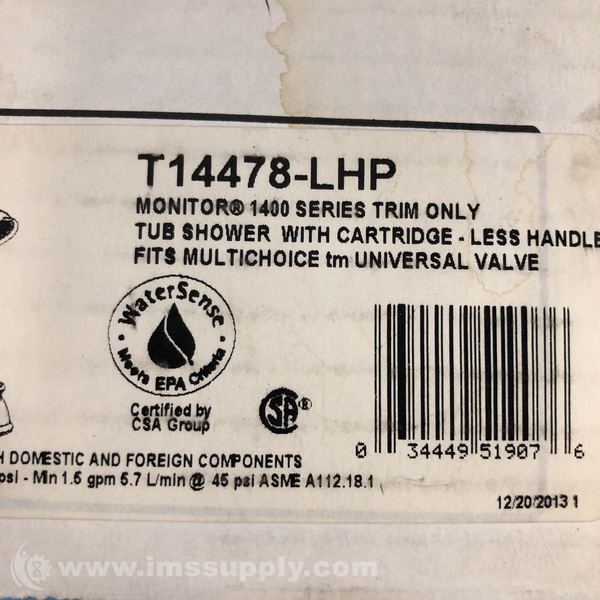 T14478-LHP
MONITOR® 1400 SERIES TRIM ONLY
TUB SHOWER WITH CARTRIDGE - LESS HANDLE
FITS MULTICHOICE tm UNIVERSAL VALVE
WaterSense
Meets EPA Criteria
Certified by
CSA Group
SA®
0 34449 51907 6
H DOMESTIC AND FOREIGN COMPONENTS
psi - Min 1.5 gpm 5.7 L/min @ 45 psi ASME A112.18.1
12/20/2013 1
© www.imssupply.com